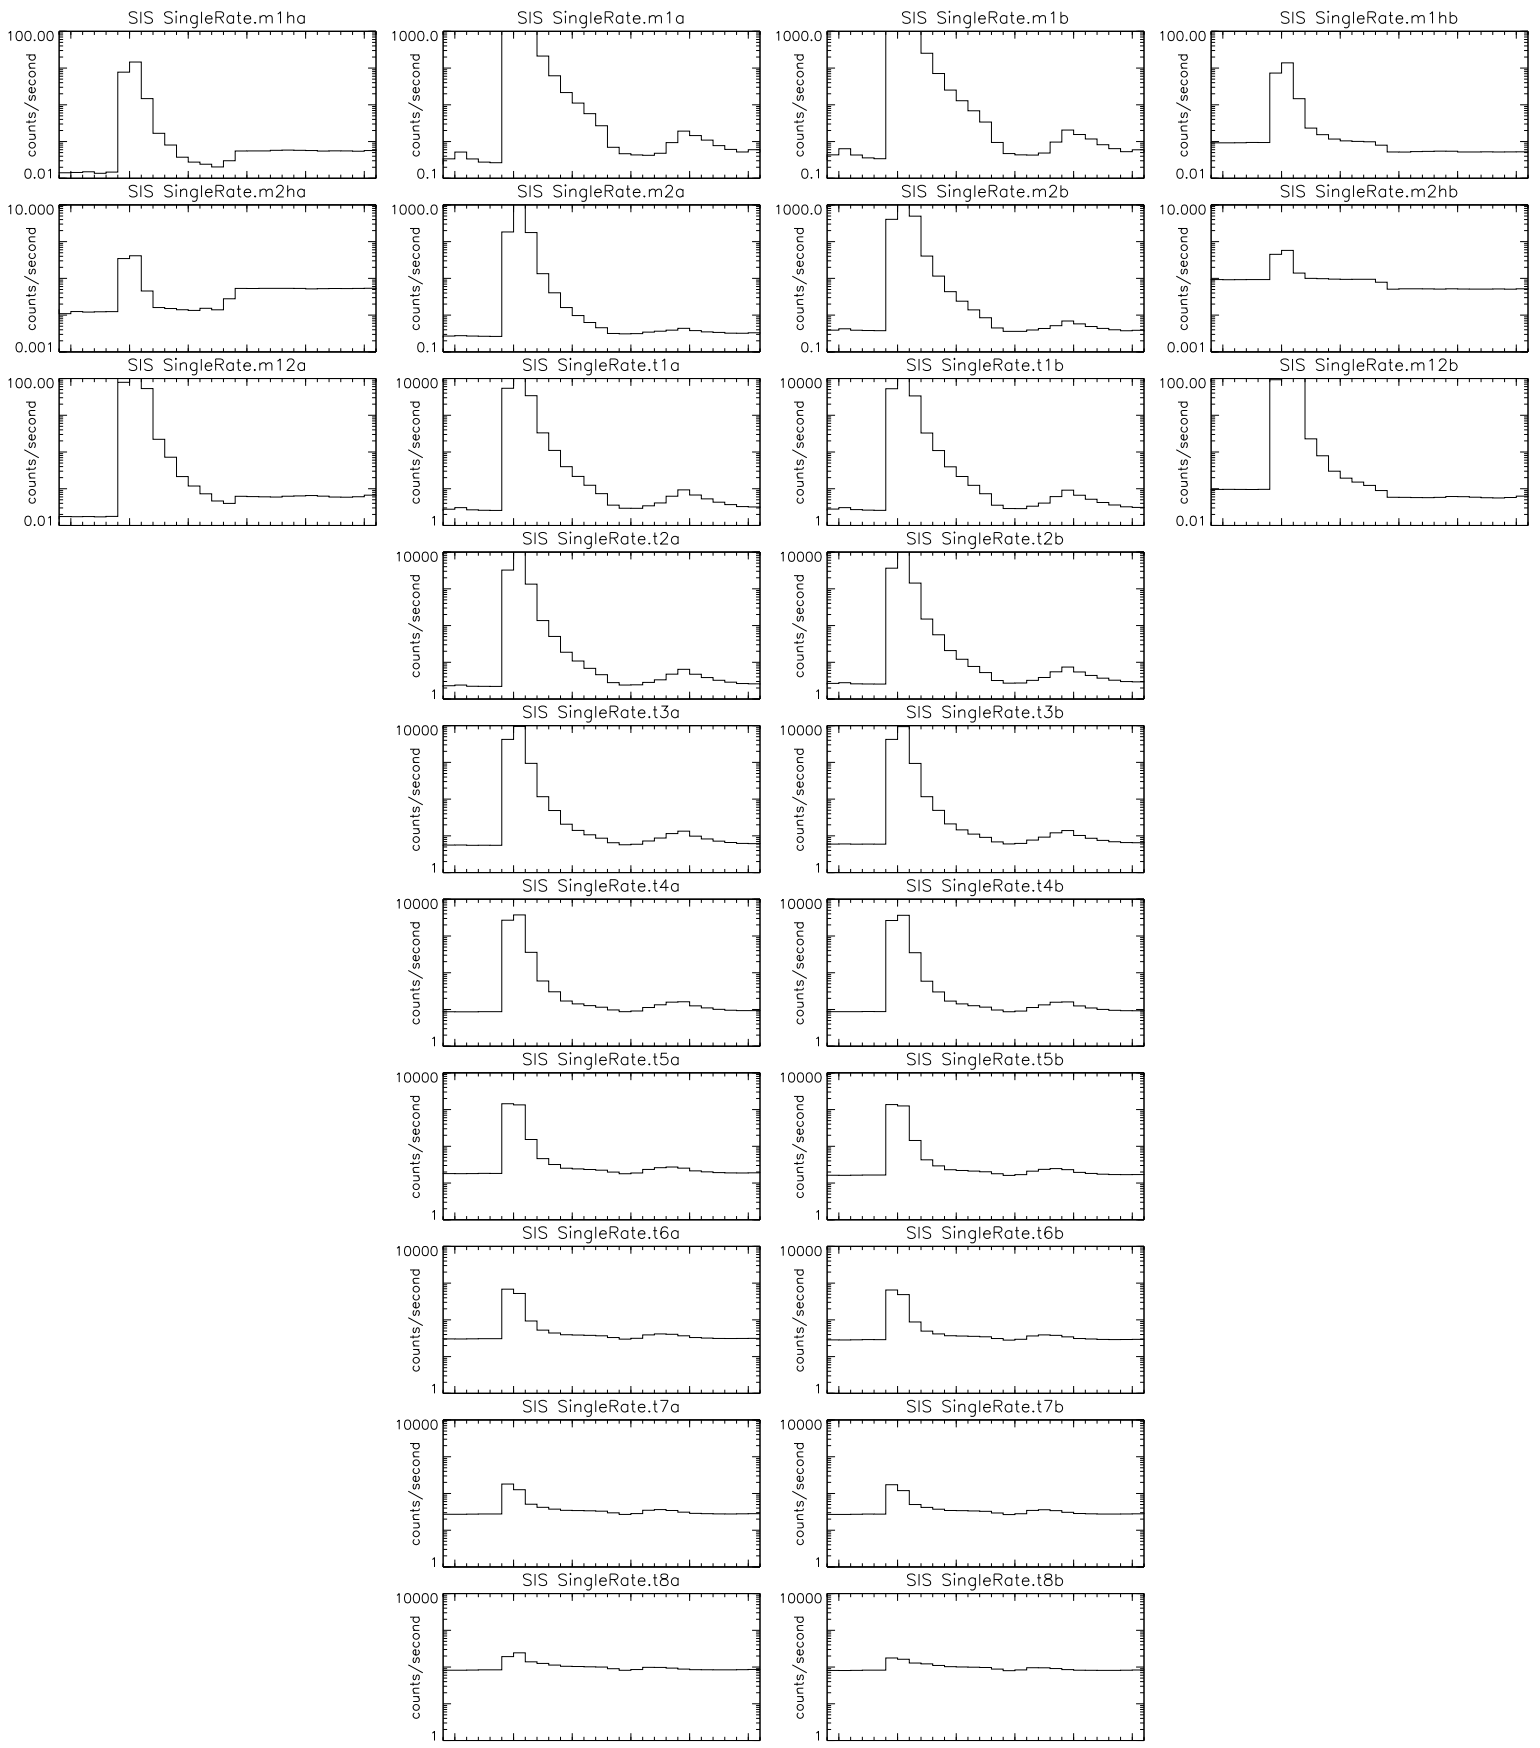 SIS SingleRate.m1ha
100.00
counts/second
0.01
SIS SingleRate.m1a
1000.0
counts/second
0.1
SIS SingleRate.m1b
1000.0
counts/second
0.1
SIS SingleRate.m1hb
100.00
counts/second
0.01
SIS SingleRate.m2ha
10.000
counts/second
0.001
SIS SingleRate.m2a
1000.0
counts/second
0.1
SIS SingleRate.m2b
1000.0
counts/second
0.1
SIS SingleRate.m2hb
10.000
counts/second
0.001
SIS SingleRate.m12a
100.00
counts/second
0.01
SIS SingleRate.t1a
10000
counts/second
1
SIS SingleRate.t1b
10000
counts/second
1
SIS SingleRate.m12b
100.00
counts/second
0.01
SIS SingleRate.t2a
10000
counts/second
1
SIS SingleRate.t2b
10000
counts/second
1
SIS SingleRate.t3a
10000
counts/second
1
SIS SingleRate.t3b
10000
counts/second
1
SIS SingleRate.t4a
10000
counts/second
1
SIS SingleRate.t4b
10000
counts/second
1
SIS SingleRate.t5a
10000
counts/second
1
SIS SingleRate.t5b
10000
counts/second
1
SIS SingleRate.t6a
10000
counts/second
1
SIS SingleRate.t6b
10000
counts/second
1
SIS SingleRate.t7a
10000
counts/second
1
SIS SingleRate.t7b
10000
counts/second
1
SIS SingleRate.t8a
10000
counts/second
1
SIS SingleRate.t8b
10000
counts/second
1